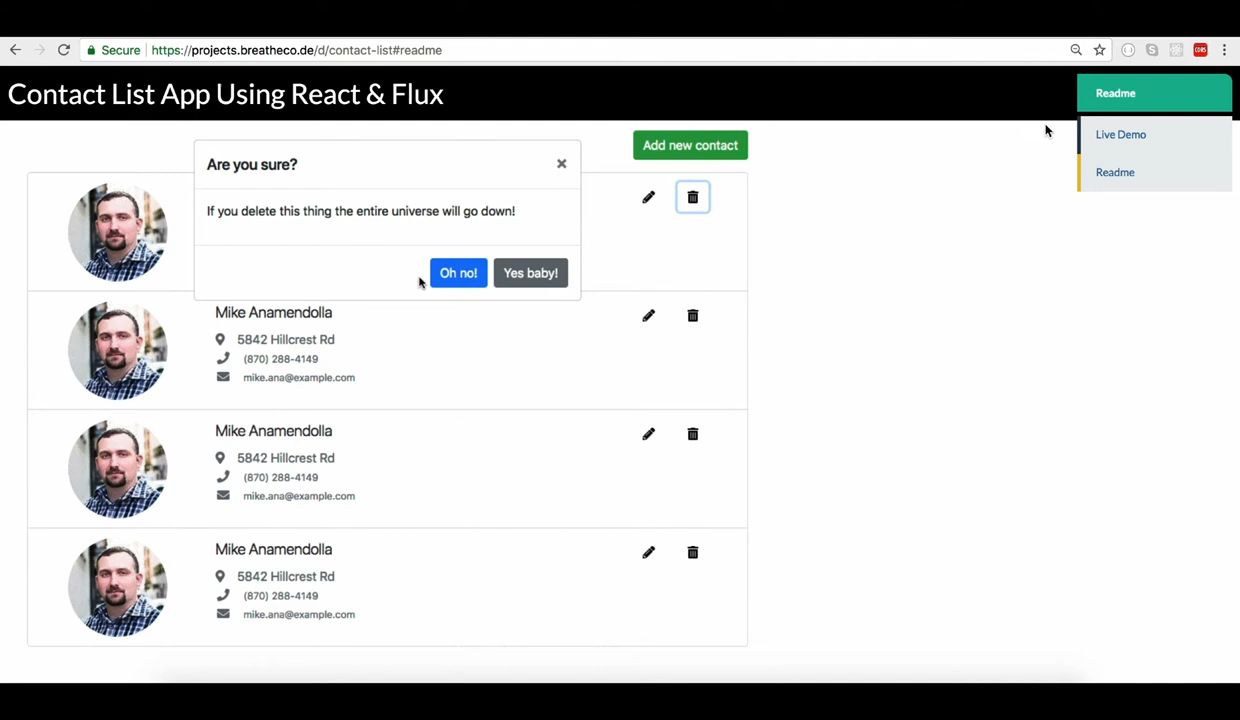 Secure https://projects.breatheco.de/d/contact-list#readme
CORS
Contact List App Using React & Flux
Readme
Live Demo
Readme
Add new contact
Are you sure?
If you delete this thing the entire universe will go down!
Oh no! Yes baby!
Mike Anamendolla
5842 Hillcrest Rd
(870) 288-4149
mike.ana@example.com
Mike Anamendolla
5842 Hillcrest Rd
(870) 288-4149
mike.ana@example.com
Mike Anamendolla
5842 Hillcrest Rd
(870) 288-4149
mike.ana@example.com